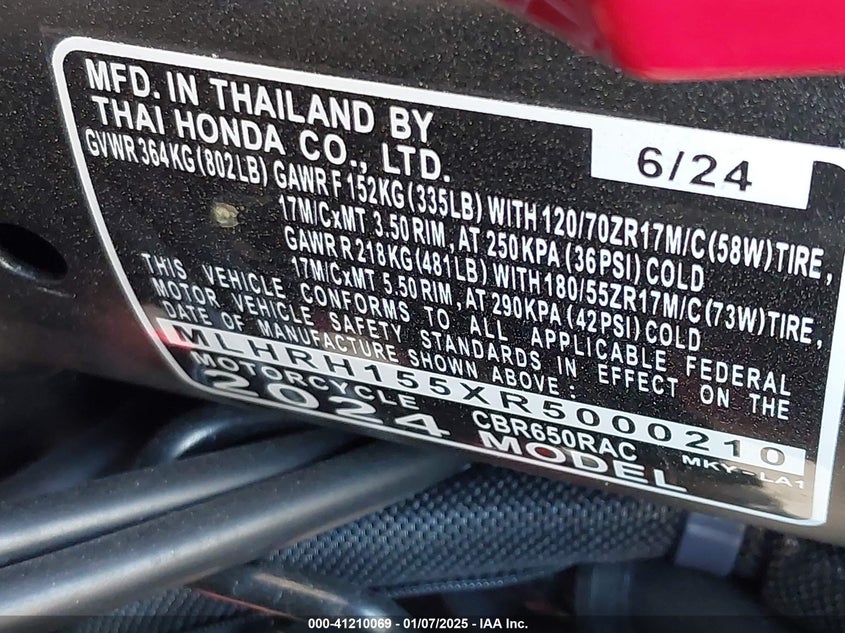 MFD. IN THAILAND BY
THAI HONDA CO., LTD.
6/24
GVWR 364KG (802LB) GAWR F 152KG (335LB) WITH 120/70ZR17M/C(58W) TIRE,
17M/CxMT 3.50 RIM, AT 250KPA (36PSI) COLD
GAWR R 218KG (481LB) WITH 180/55ZR17M/C(73W) TIRE,
17M/CxMT 5.50 RIM, AT 290KPA (42PSI) COLD
THIS VEHICLE CONFORMS TO ALL APPLICABLE FEDERAL
MOTOR VEHICLE SAFETY STANDARDS IN EFFECT ON THE
DATE OF MANUFACTURE SHOWN ABOVE:
MLHRH155XR5000210
MOTORCYCLE CBR650RAC MKY-LA1
2024 MODEL
000-41210069 - 01/07/2025 - IAA Inc.